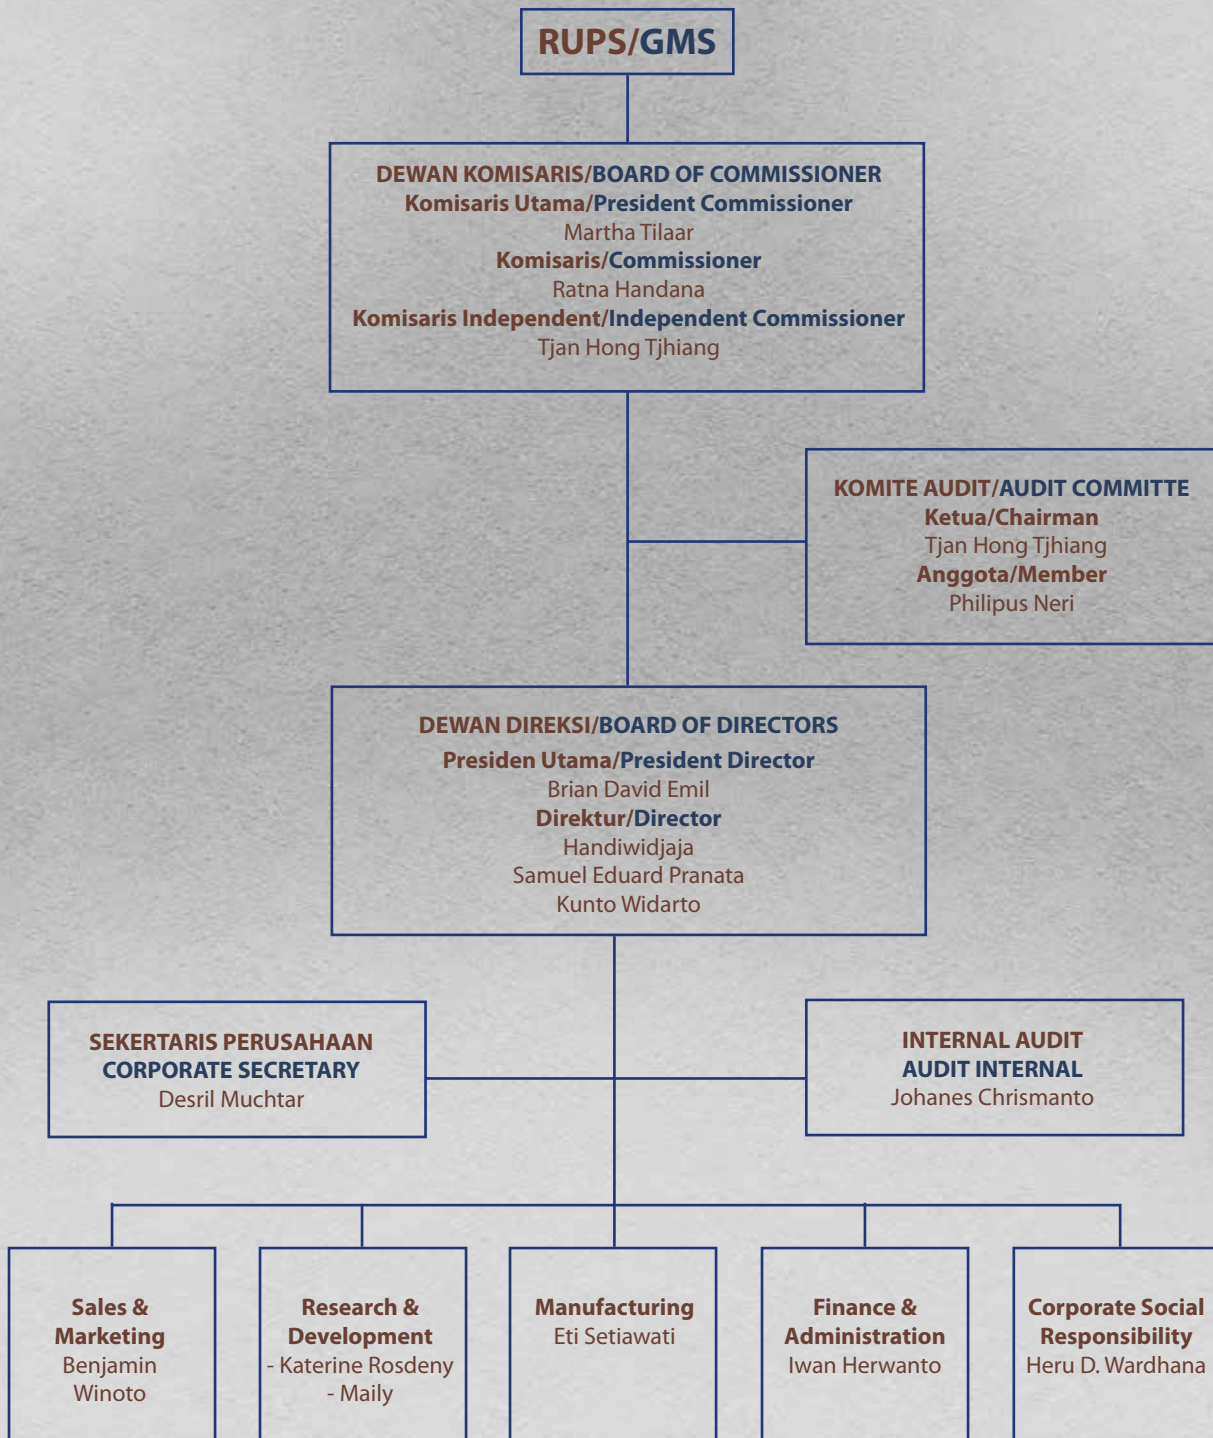 RUPS/GMS
DEWAN KOMISARIS/BOARD OF COMMISSIONER
Komisaris Utama/President Commissioner
Martha Tilaar
Komisaris/Commissioner
Ratna Handana
Komisaris Independent/Independent Commissioner
Tjan Hong Tjhiang
KOMITE AUDIT/AUDIT COMMITTE
Ketua/Chairman
Tjan Hong Tjhiang
Anggota/Member
Philipus Neri
DEWAN DIREKSI/BOARD OF DIRECTORS
Presiden Utama/President Director
Brian David Emil
Direktur/Director
Handiwidjaja
Samuel Eduard Pranata
Kunto Widarto
SEKERTARIS PERUSAHAAN
CORPORATE SECRETARY
Desril Muchtar
INTERNAL AUDIT
AUDIT INTERNAL
Johanes Chrismanto
Sales &
Marketing
Benjamin
Winoto
Research &
Development
- Katerine Rosdeny
- Maily
Manufacturing
Eti Setiawati
Finance &
Administration
Iwan Herwanto
Corporate Social
Responsibility
Heru D. Wardhana